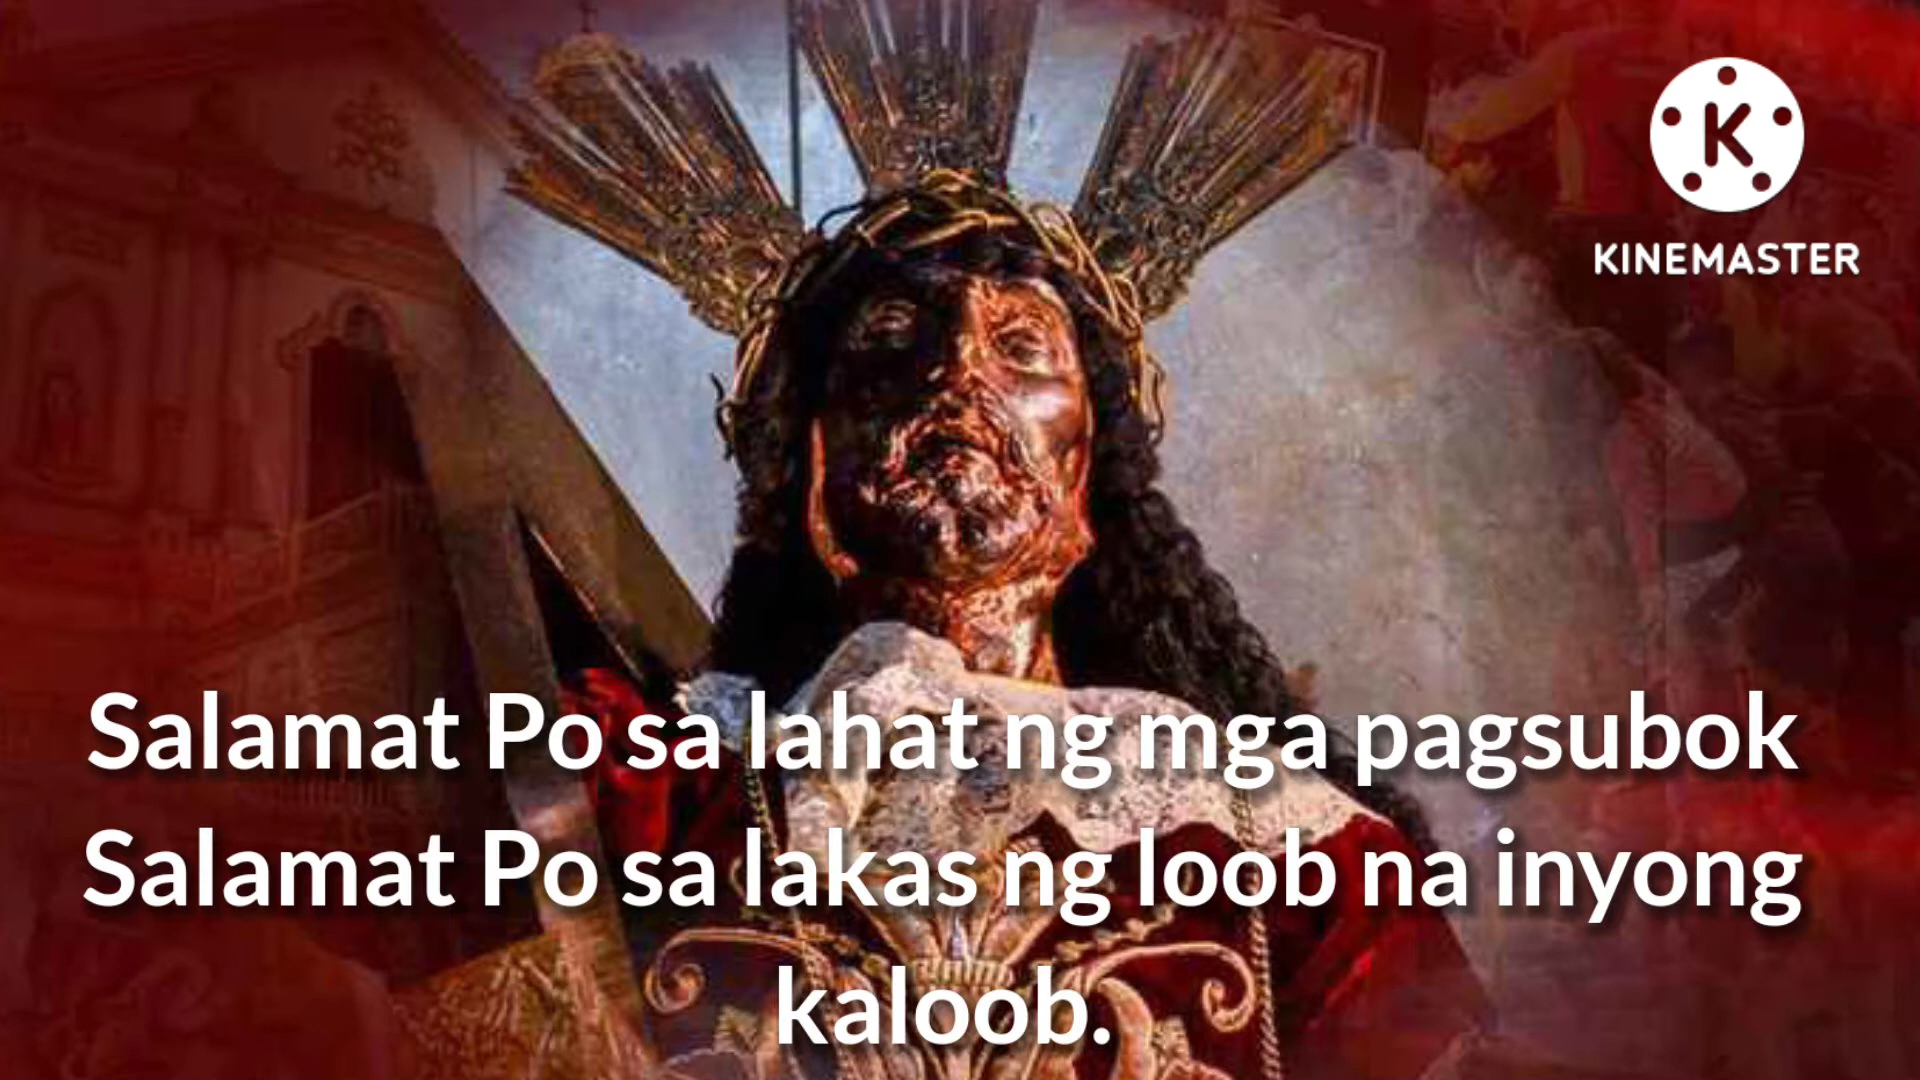 K
KINEMASTER
Salamat Po sa lahat ng mga pagsubok
Salamat Po sa lakas ng loob na inyong
kaloob.